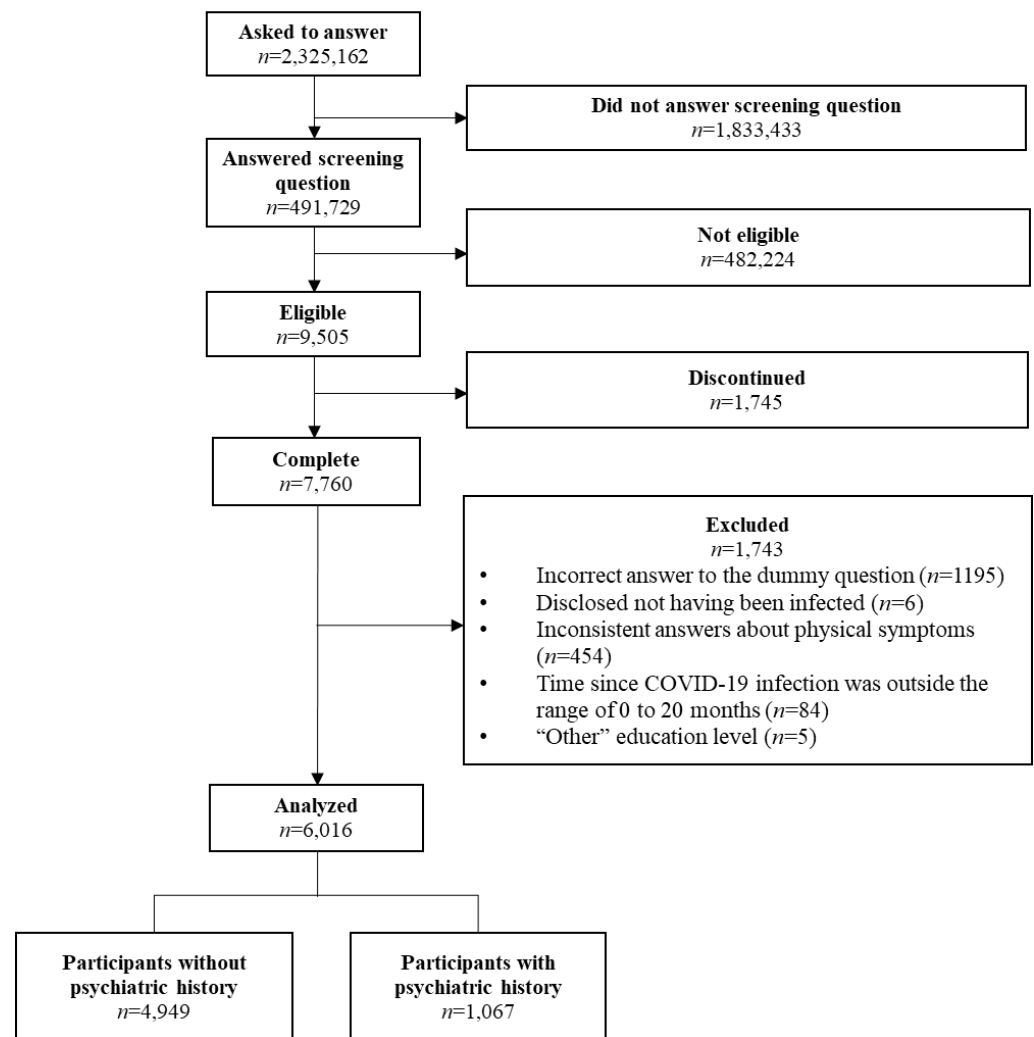 Asked to answer
n=2,325,162
Did not answer screening question
n=1,833,433
Answered screening
question
n=491,729
Not eligible
n=482,224
Eligible
n=9,505
Discontinued
n=1,745
Complete
n=7,760
Excluded
n=1,743
• Incorrect answer to the dummy question (n=1195)
• Disclosed not having been infected (n=6)
• Inconsistent answers about physical symptoms
(n=454)
• Time since COVID-19 infection was outside the
range of 0 to 20 months (n=84)
• “Other” education level (n=5)
Analyzed
n=6,016
Participants without
psychiatric history
n=4,949
Participants with
psychiatric history
n=1,067